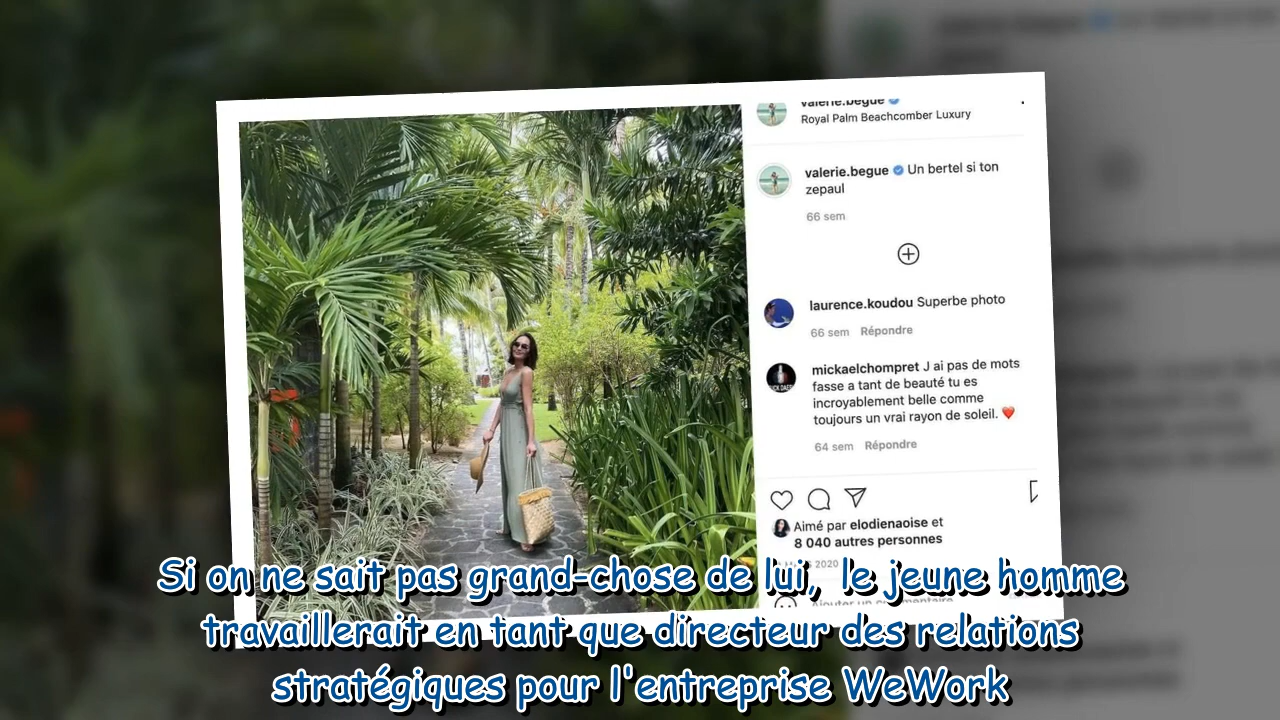 valerie.begue
Royal Palm Beachcomber Luxury
valerie.begue Un bertel si ton
zepaul
66 sem
laurence.koudou Superbe photo
66 sem Répondre
mickaelchompret J ai pas de mots
fasse a tant de beauté tu es
incroyablement belle comme
toujours un vrai rayon de soleil. ❤️
64 sem Répondre
Aimé par elodienaoise et
8 040 autres personnes
2020
Ajouter un commentaire
Si on ne sait pas grand-chose de lui, le jeune homme
travaillerait en tant que directeur des relations
stratégiques pour l'entreprise WeWork